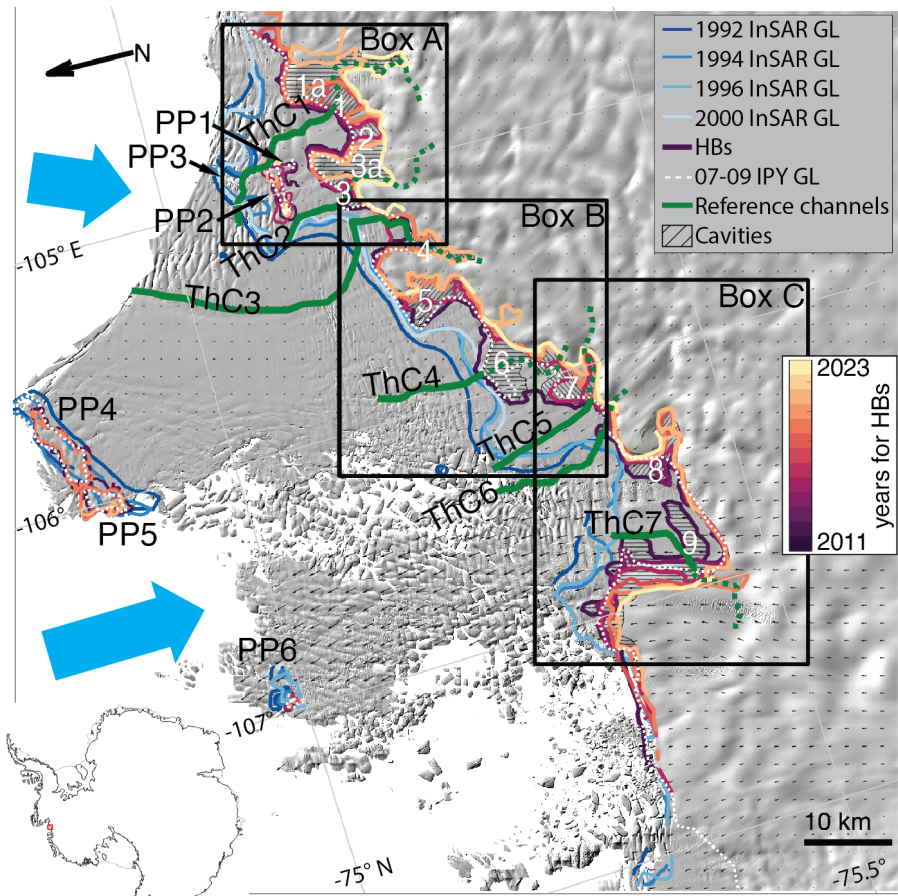 N
Box A
1992 InSAR GL
1994 InSAR GL
1996 InSAR GL
2000 InSAR GL
HBs
07-09 IPY GL
Reference channels
Cavities
1a
1
PP1
ThC1
2
PP3
3a
PP2
3
Box B
ThC2
4
-105° E
ThC3
5
Box C
6
7
ThC4
2023
years for HBs
2011
PP4
ThC5
8
ThC6
-106°
PP5
ThC7
9
PP6
-107°
10 km
-75° N
-75.5°